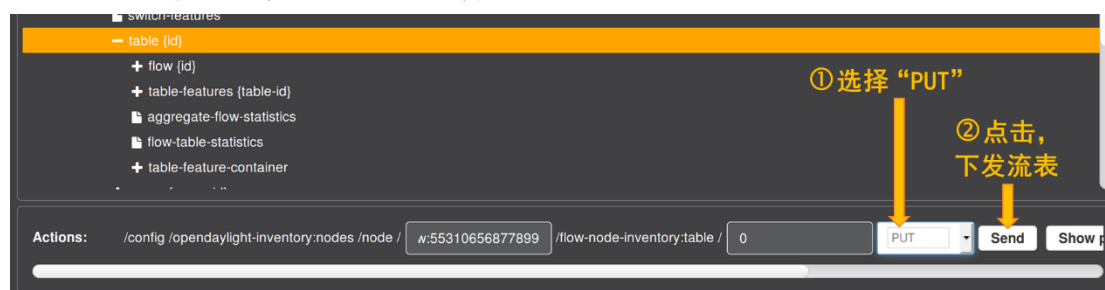 switch-features
table {id}
flow {id}
table-features {table-id}
aggregate-flow-statistics
flow-table-statistics
table-feature-container
①选择“PUT”
②点击,
下发流表
Actions: /config /opendaylight-inventory:nodes /node / w:55310656877899 /flow-node-inventory:table / 0 PUT Send Show